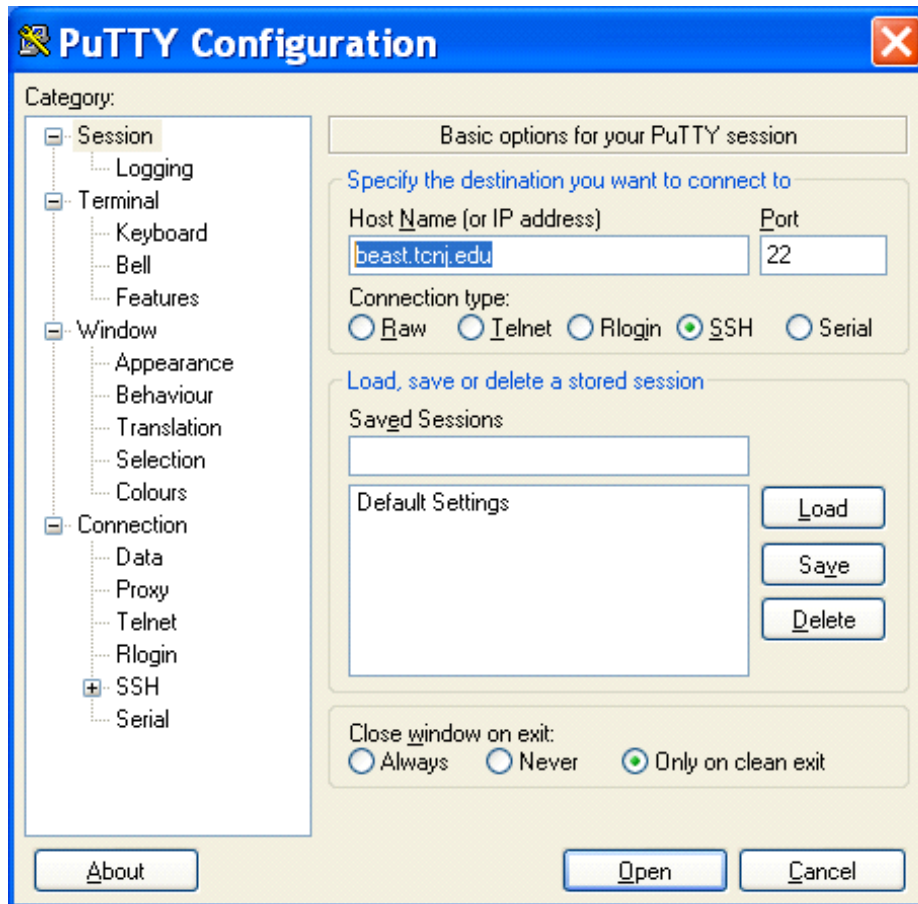 PuTTY Configuration
Category:
Session
Logging
Terminal
Keyboard
Bell
Features
Window
Appearance
Behaviour
Translation
Selection
Colours
Connection
Data
Proxy
Telnet
Rlogin
SSH
Serial
Basic options for your PuTTY session
Specify the destination you want to connect to
Host Name (or IP address) Port
beast.tcnj.edu 22
Connection type:
Raw Telnet Rlogin SSH Serial
Load, save or delete a stored session
Saved Sessions
Default Settings
Load
Save
Delete
Close window on exit:
Always Never Only on clean exit
About Open Cancel